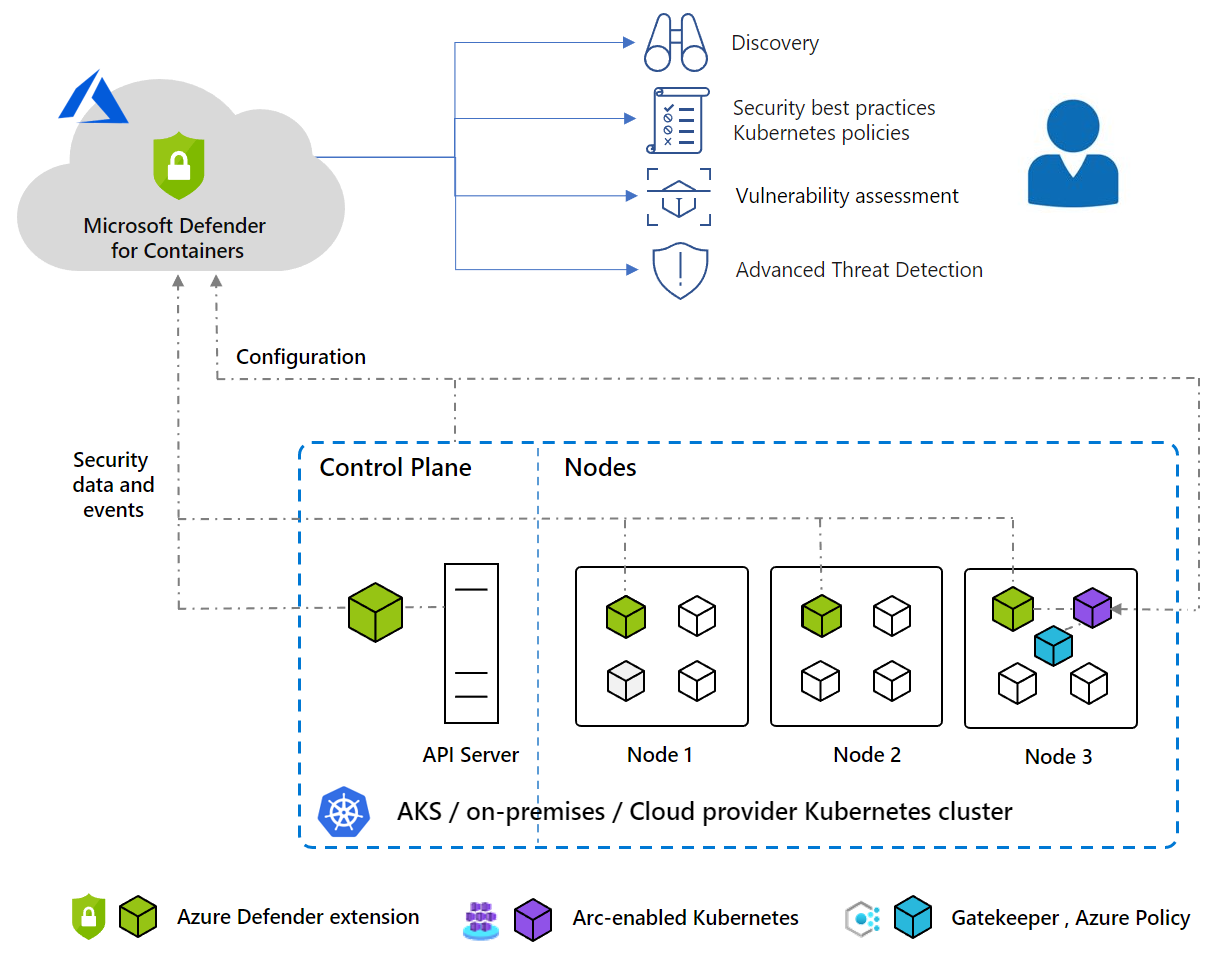 Discovery
Security best practices
Kubernetes policies
Vulnerability assessment
Advanced Threat Detection
Microsoft Defender
for Containers
Configuration
Security
data and
events
Control Plane
Nodes
API Server
Node 1
Node 2
Node 3
AKS / on-premises / Cloud provider Kubernetes cluster
Azure Defender extension
Arc-enabled Kubernetes
Gatekeeper , Azure Policy